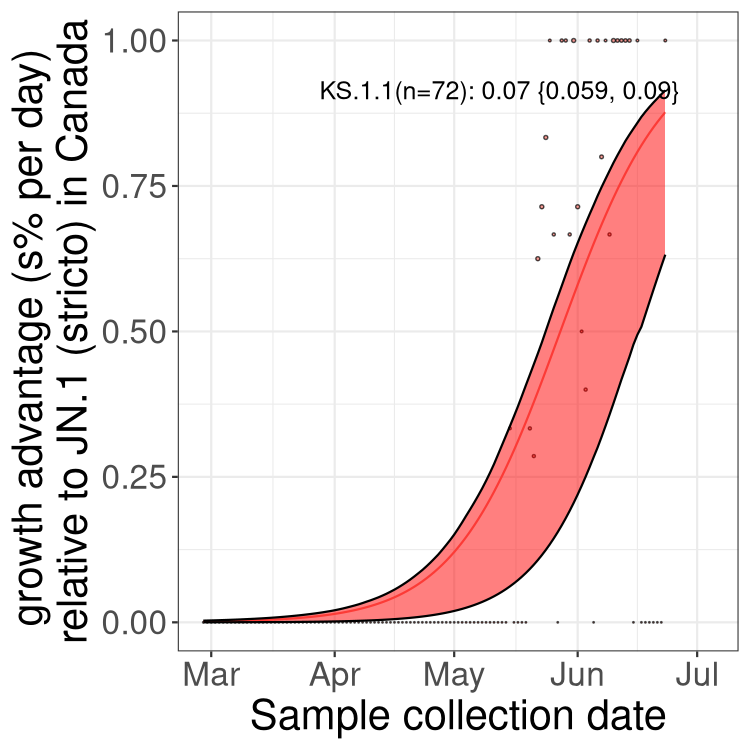 growth advantage (s% per day)
relative to JN.1 (stricto) in Canada
1.00
0.75
0.50
0.25
0.00
KS.1.1(n=72): 0.07 {0.059, 0.09}
Mar Apr May Jun Jul
Sample collection date